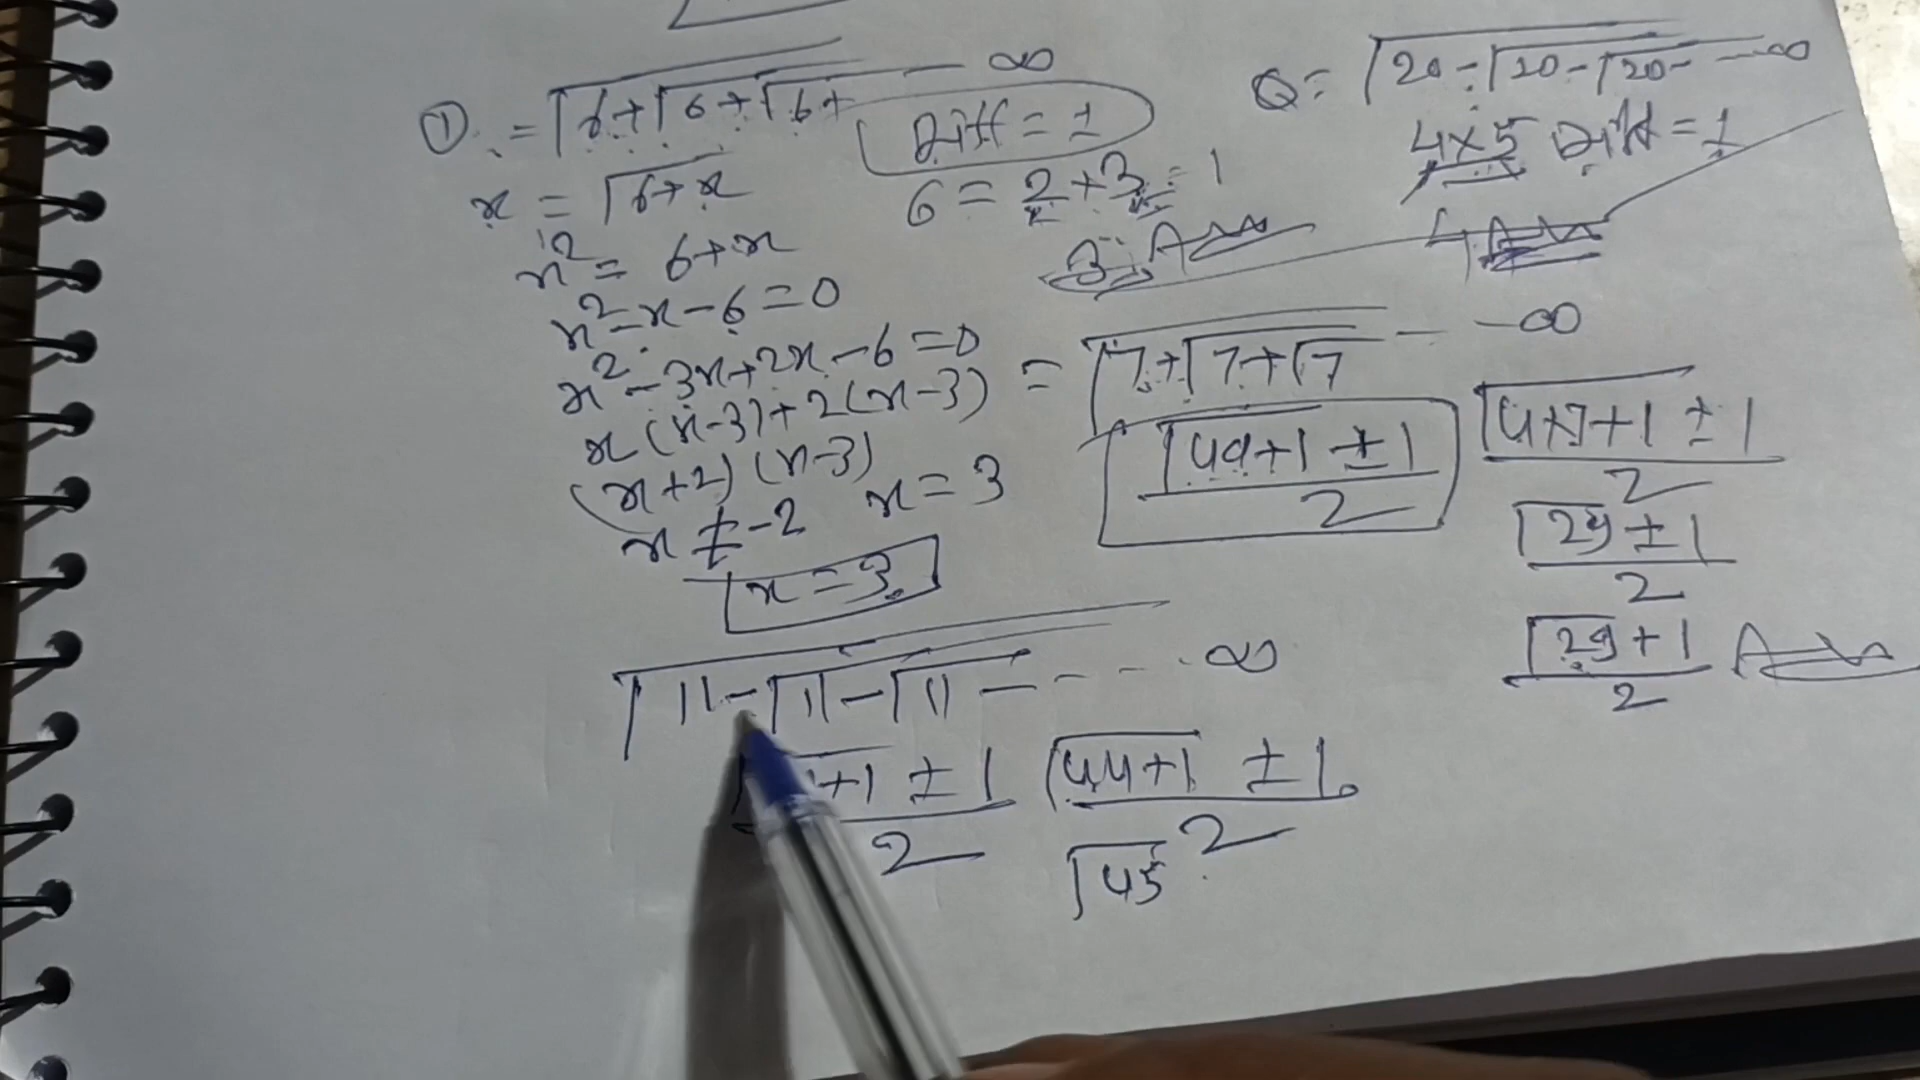 ① = √6+√6+√6+ - - ∞
Diff = 1
x = √6+x
6 = 2+3 = 1
x² = 6+x
3 Ans
x²-x-6=0
x²-3x+2x-6=0
x(x-3)+2(x-3)
(x+2)(x-3)
x ≠ -2 x = 3
x=3
Q = √20-√20-√20- - - ∞
4×5 Diff = 1
4 Ans
= √7+√7+√7 - - ∞
√4a+1 ± 1 / 2
√4×7+1 ± 1 / 2
√29 ± 1 / 2
√29 + 1 / 2 Ans
√11-√11-√11 - - - - ∞
+1 ± 1 / 2
√44+1 ± 1 / 2
√45